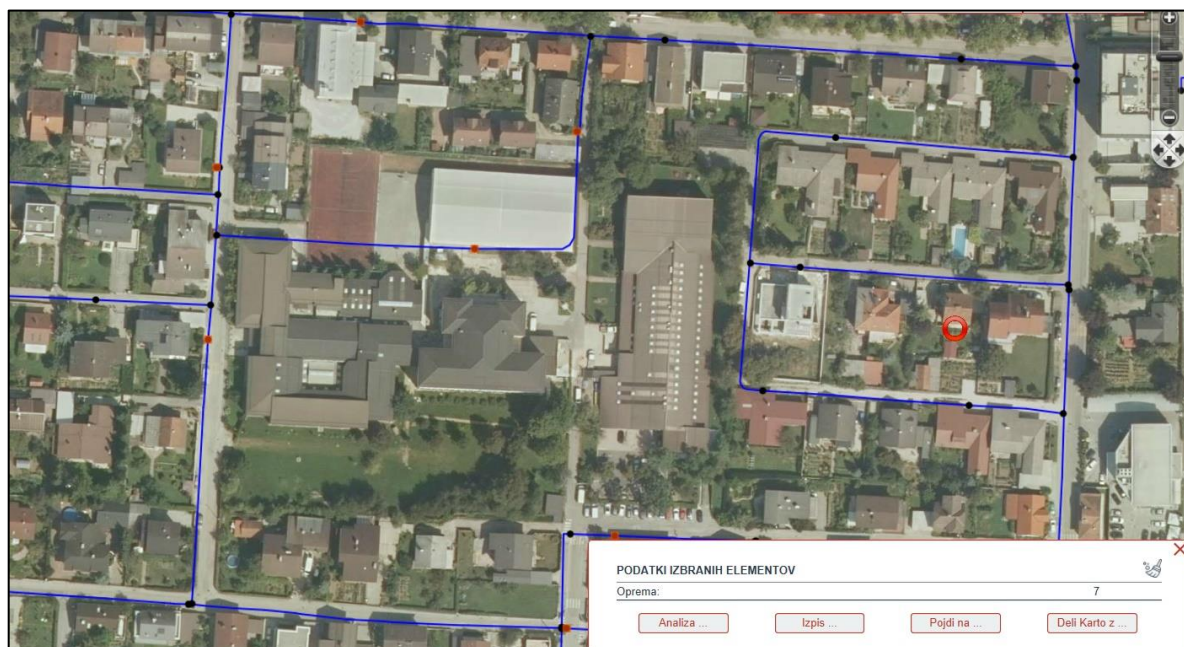 PODATKI IZBRANIH ELEMENTOV
Oprema: 7
Analiza ... Izpis ... Pojdi na ... Deli Karto z ...